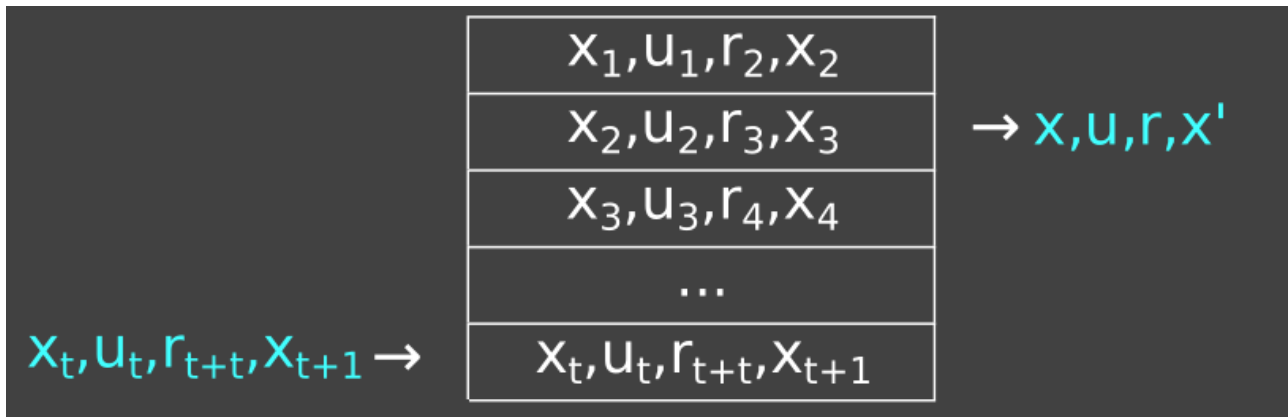 x₁,u₁,r₂,x₂
x₂,u₂,r₃,x₃
→ x,u,r,x'
x₃,u₃,r₄,x₄
...
xₜ,uₜ,rₜ₊ₜ,xₜ₊₁ →
xₜ,uₜ,rₜ₊ₜ,xₜ₊₁